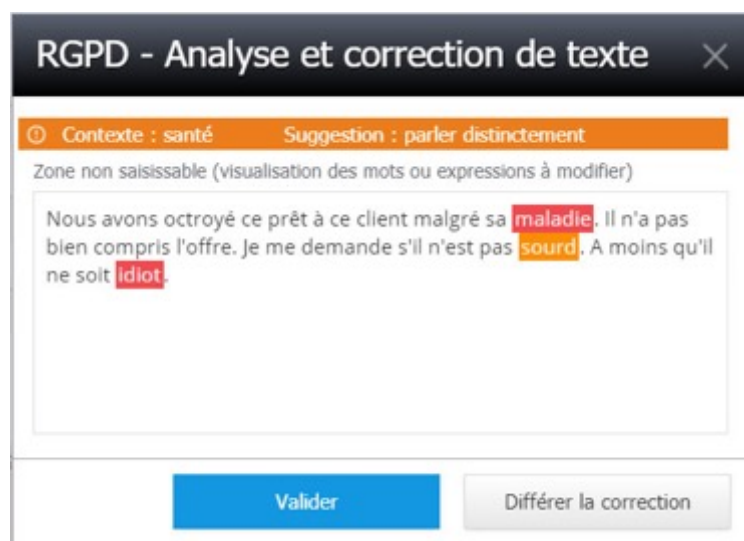 RGPD - Analyse et correction de texte
Contexte : santé Suggestion : parler distinctement
Zone non saisissable (visualisation des mots ou expressions à modifier)
Nous avons octroyé ce prêt à ce client malgré sa maladie. Il n'a pas
bien compris l'offre. Je me demande s'il n'est pas sourd. A moins qu'il
ne soit idiot.
Valider Différer la correction